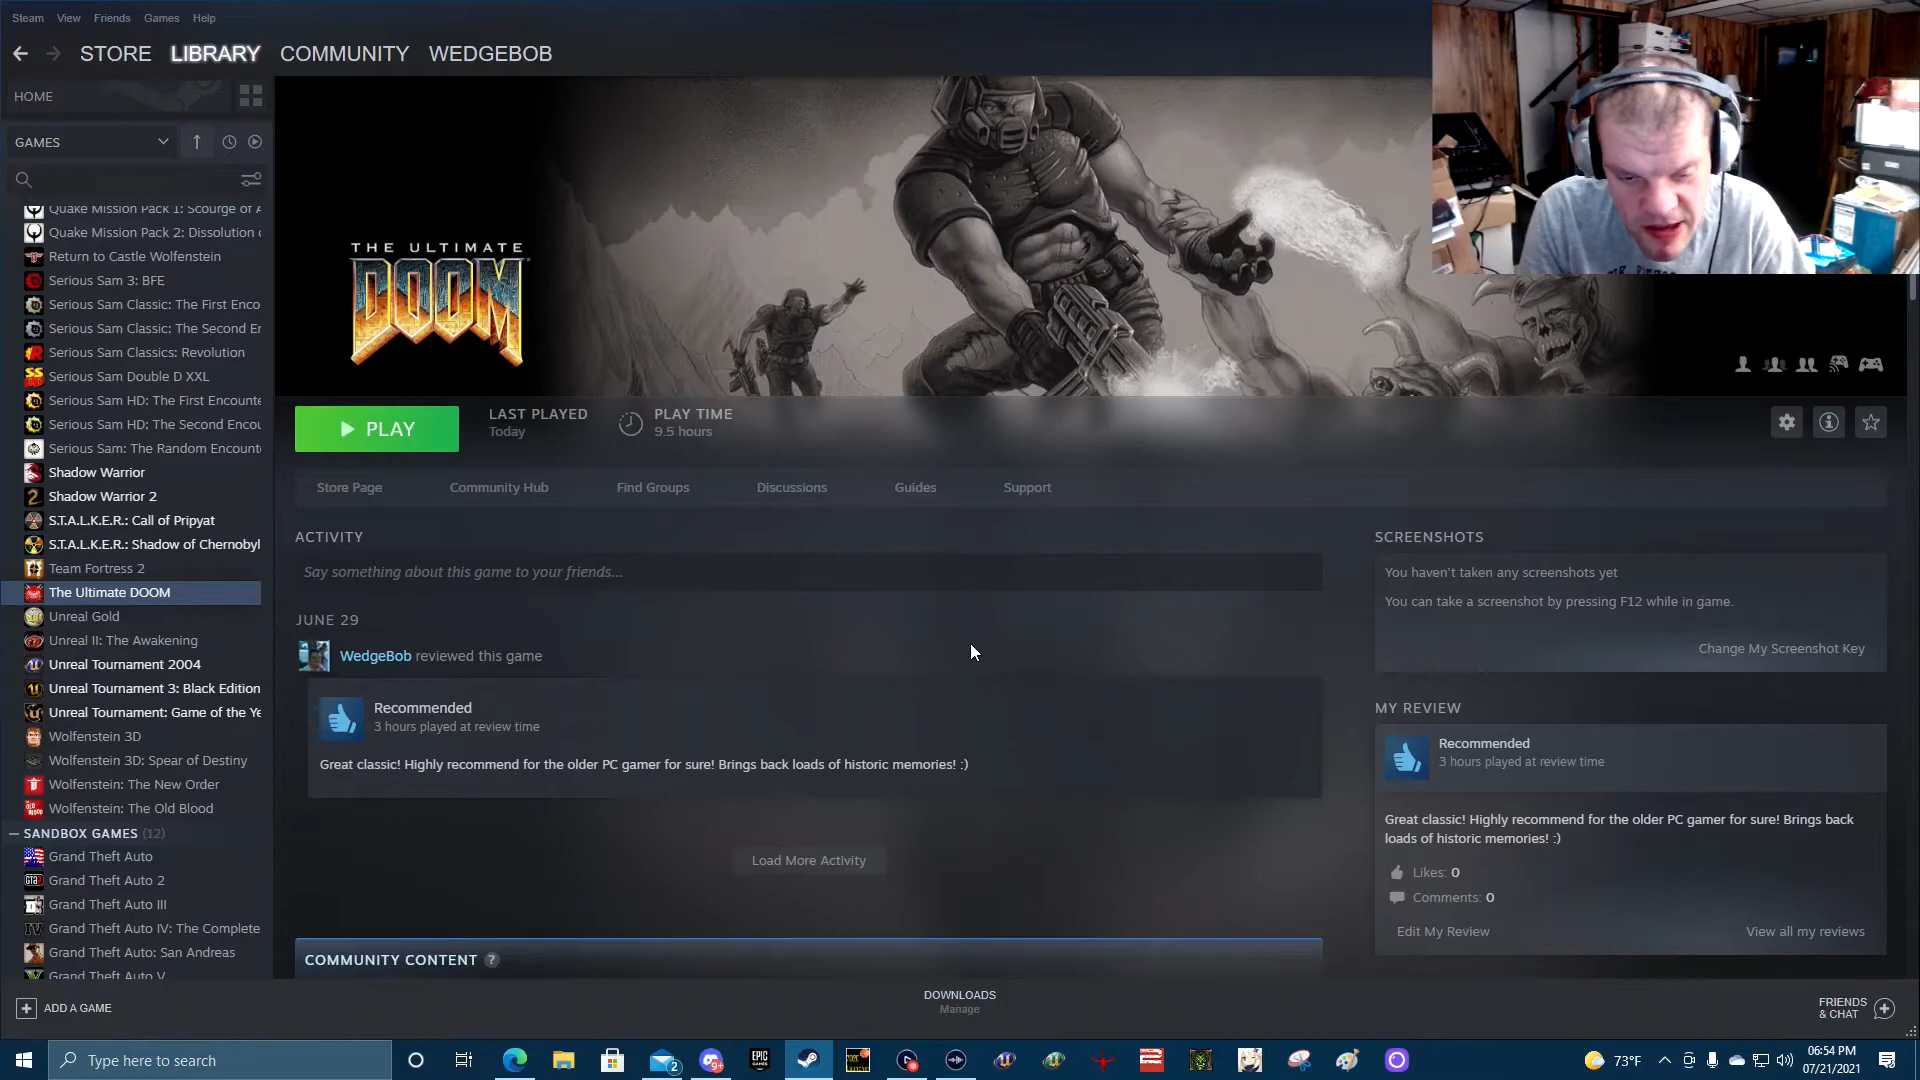 Steam View Friends Games Help
STORE LIBRARY COMMUNITY WEDGEBOB
HOME
GAMES
Quake Mission Pack 1: Scourge of A
Quake Mission Pack 2: Dissolution o
Return to Castle Wolfenstein
Serious Sam 3: BFE
Serious Sam Classic: The First Enco
Serious Sam Classic: The Second En
Serious Sam Classics: Revolution
Serious Sam Double D XXL
Serious Sam HD: The First Encounte
Serious Sam HD: The Second Encou
Serious Sam: The Random Encount
Shadow Warrior
Shadow Warrior 2
S.T.A.L.K.E.R.: Call of Pripyat
S.T.A.L.K.E.R.: Shadow of Chernobyl
Team Fortress 2
The Ultimate DOOM
Unreal Gold
Unreal II: The Awakening
Unreal Tournament 2004
Unreal Tournament 3: Black Edition
Unreal Tournament: Game of the Ye
Wolfenstein 3D
Wolfenstein 3D: Spear of Destiny
Wolfenstein: The New Order
Wolfenstein: The Old Blood
SANDBOX GAMES (12)
Grand Theft Auto
Grand Theft Auto 2
Grand Theft Auto III
Grand Theft Auto IV: The Complete
Grand Theft Auto: San Andreas
Grand Theft Auto V
ADD A GAME
THE ULTIMATE
DOOM
PLAY
LAST PLAYED
Today
PLAY TIME
9.5 hours
Store Page Community Hub Find Groups Discussions Guides Support
ACTIVITY
Say something about this game to your friends...
JUNE 29
WedgeBob reviewed this game
Recommended
3 hours played at review time
Great classic! Highly recommend for the older PC gamer for sure! Brings back loads of historic memories! :)
Load More Activity
COMMUNITY CONTENT ?
SCREENSHOTS
You haven't taken any screenshots yet
You can take a screenshot by pressing F12 while in game.
Change My Screenshot Key
MY REVIEW
Recommended
3 hours played at review time
Great classic! Highly recommend for the older PC gamer for sure! Brings back
loads of historic memories! :)
Likes: 0
Comments: 0
Edit My Review View all my reviews
DOWNLOADS
Manage
FRIENDS
& CHAT
Type here to search
2
9+
EPIC
GAMES
73°F
06:54 PM
07/21/2021